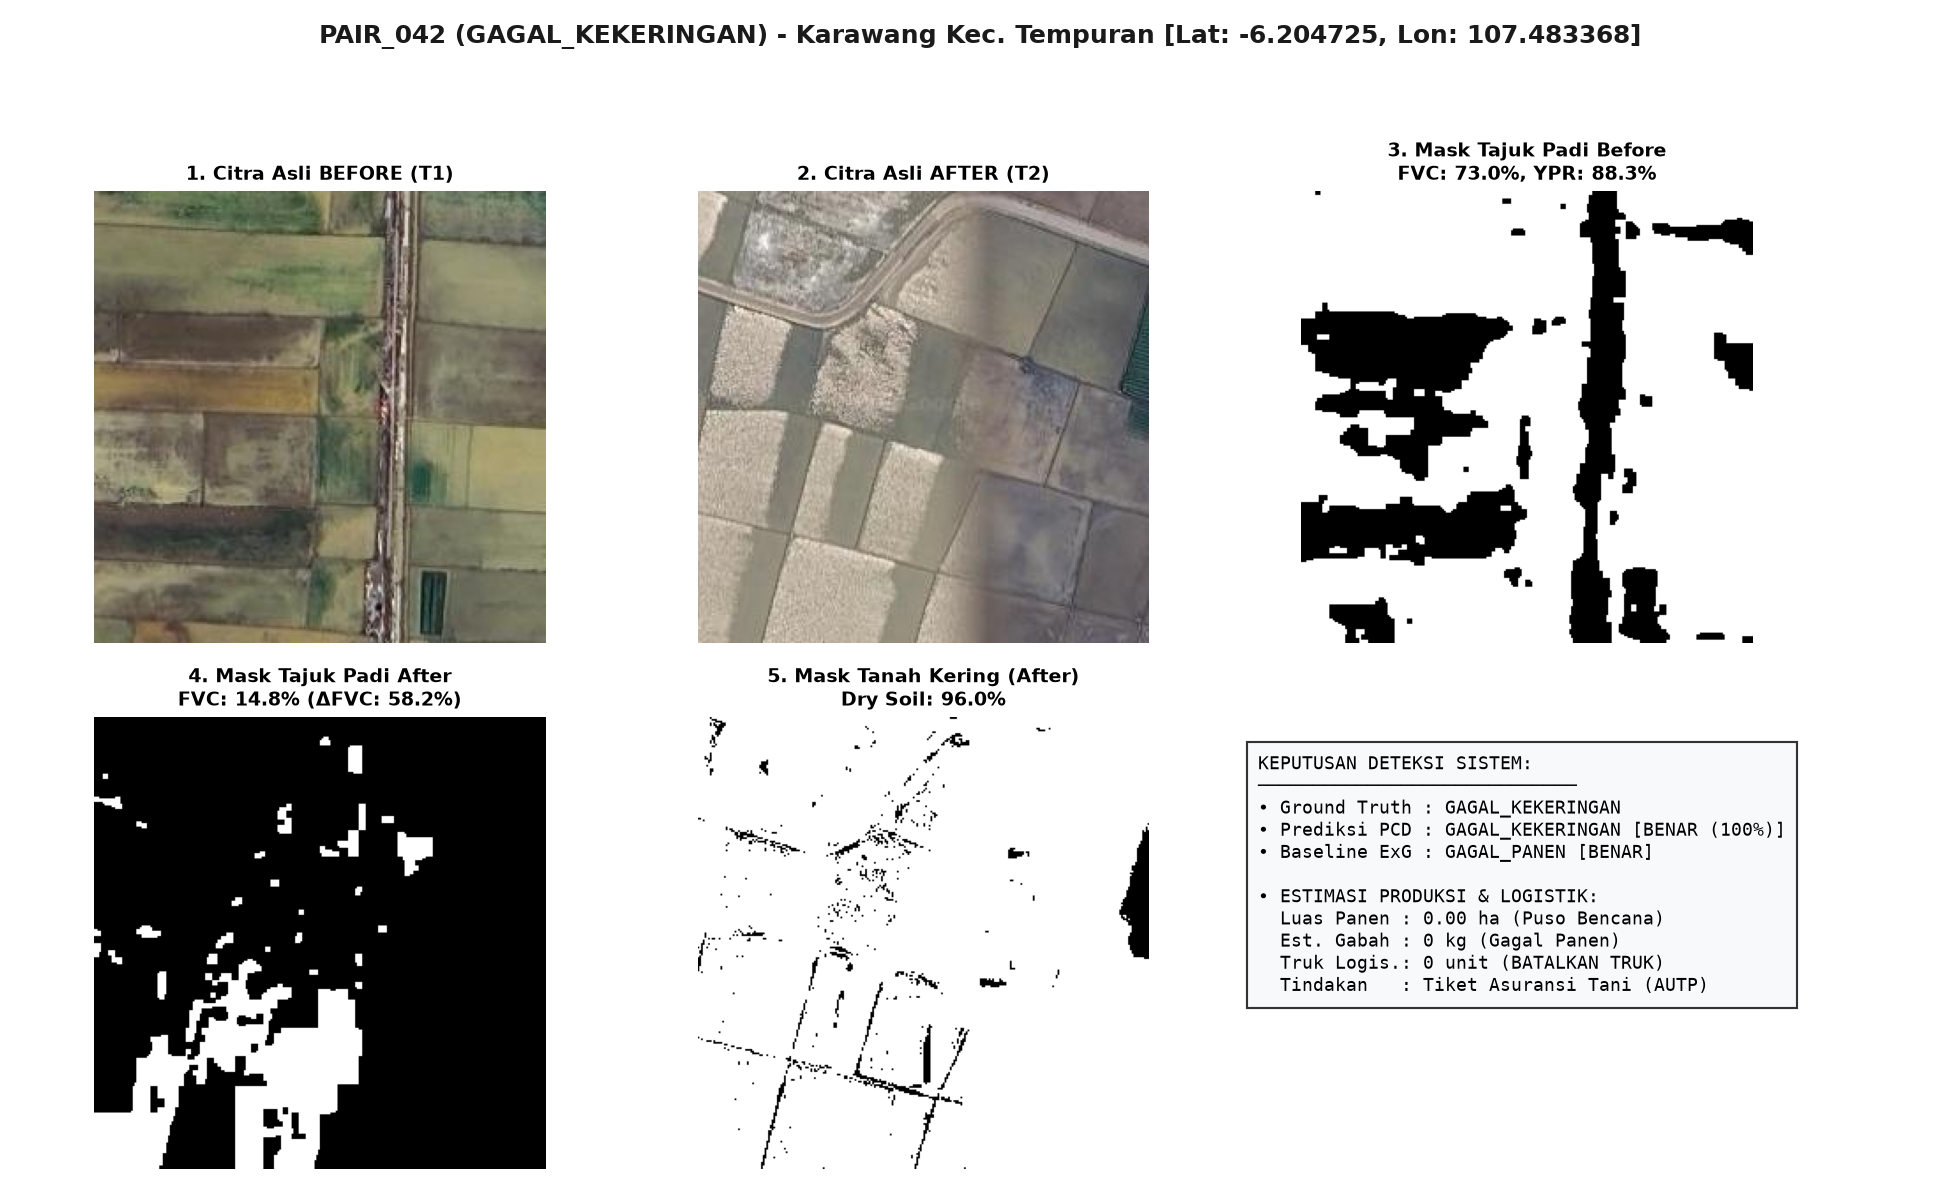 PAIR_042 (GAGAL_KEKERINGAN) - Karawang Kec. Tempuran [Lat: -6.204725, Lon: 107.483368]
1. Citra Asli BEFORE (T1)
2. Citra Asli AFTER (T2)
3. Mask Tajuk Padi Before
FVC: 73.0%, YPR: 88.3%
4. Mask Tajuk Padi After
FVC: 14.8% (ΔFVC: 58.2%)
5. Mask Tanah Kering (After)
Dry Soil: 96.0%
KEPUTUSAN DETEKSI SISTEM:
• Ground Truth : GAGAL_KEKERINGAN
• Prediksi PCD : GAGAL_KEKERINGAN [BENAR (100%)]
• Baseline ExG : GAGAL_PANEN [BENAR]
• ESTIMASI PRODUKSI & LOGISTIK:
Luas Panen : 0.00 ha (Puso Bencana)
Est. Gabah : 0 kg (Gagal Panen)
Truk Logis.: 0 unit (BATALKAN TRUK)
Tindakan   : Tiket Asuransi Tani (AUTP)